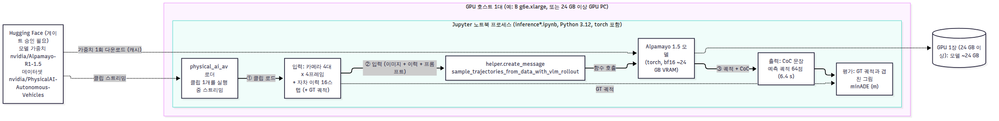 GPU 호스트 1대 (예: B g6e.xlarge, 또는 24 GB 이상 GPU PC)
Jupyter 노트북 프로세스 (inference*.ipynb, Python 3.12, torch 포함)
Hugging Face (게이
트 승인 필요)
모델 가중치
nvidia/Alpamayo-
R1-1.5
데이터셋
nvidia/PhysicalAI-
Autonomous-
Vehicles
가중치 1회 다운로드 (캐시)
클립 스트리밍
physical_ai_av
로더
클립 1개를 실행
중 스트리밍
① 클립 로드
입력: 카메라 4대
x 4프레임
+ 자차 이력 16스
텝 (+ GT 궤적)
② 입력 (이미지 + 이력 + 프롬
프트)
helper.create_message
sample_trajectories_from_data_with_vlm_rollout
함수 호출
GT 궤적
Alpamayo 1.5 모
델
(torch, bf16 ~24
GB VRAM)
③ 궤적 + CoC
출력: CoC 문장
예측 궤적 64점
(6.4 s)
평가: GT 궤적과 겹
친 그림
minADE (m)
GPU 1장 (24 GB 이
상): 모델 ~24 GB